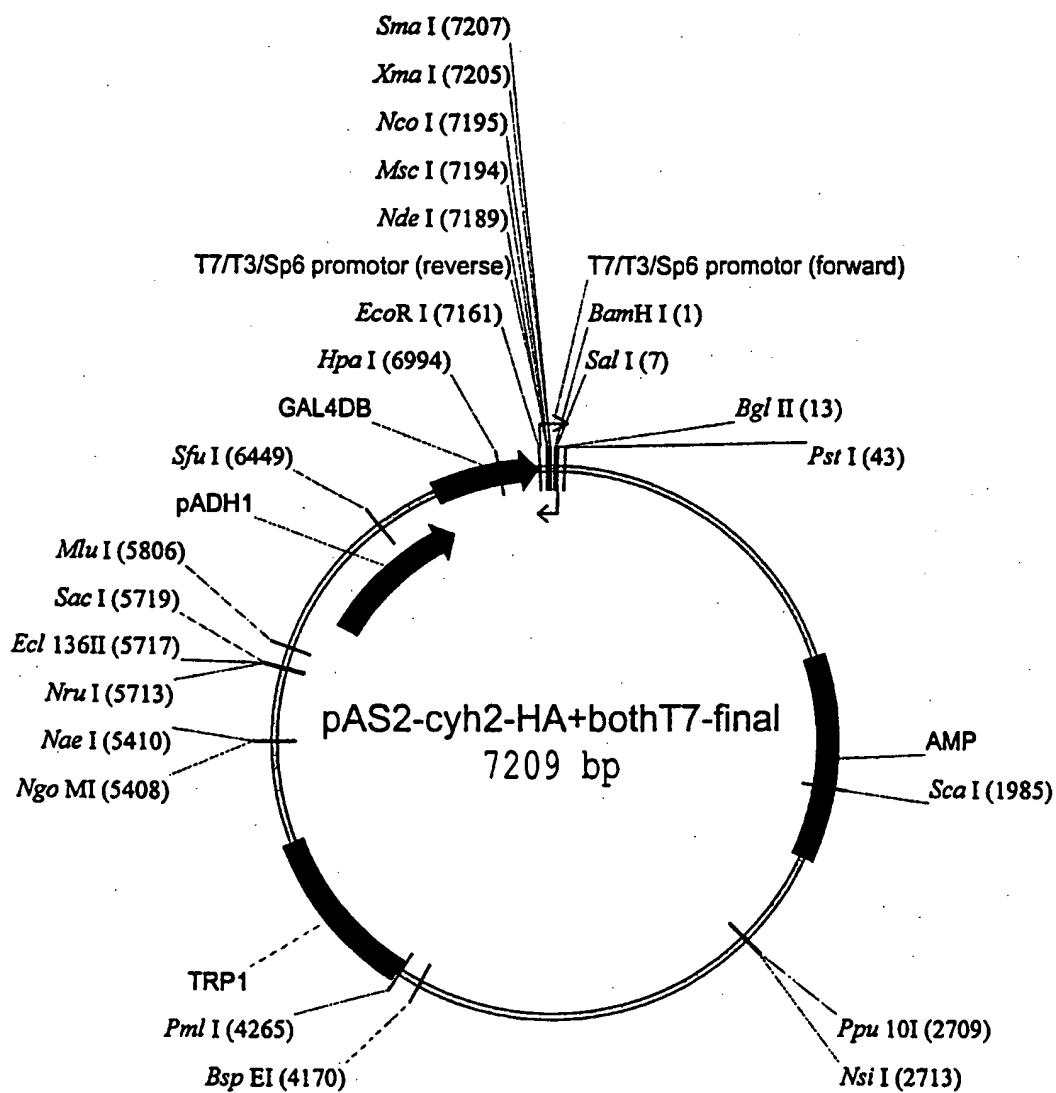 Sma I (7207)
Xma I (7205)
Nco I (7195)
Msc I (7194)
Nde I (7189)
T7/T3/Sp6 promotor (reverse)
T7/T3/Sp6 promotor (forward)
EcoR I (7161)
BamH I (1)
Hpa I (6994)
Sal I (7)
GAL4DB
Bgl II (13)
Sfu I (6449)
Pst I (43)
pADH1
Mlu I (5806)
Sac I (5719)
Ecl 136II (5717)
Nru I (5713)
pAS2-cyh2-HA+bothT7-final
7209 bp
Nae I (5410)
AMP
Ngo MI (5408)
Sca I (1985)
TRP1
Pml I (4265)
Ppu 10I (2709)
Bsp EI (4170)
Nsi I (2713)